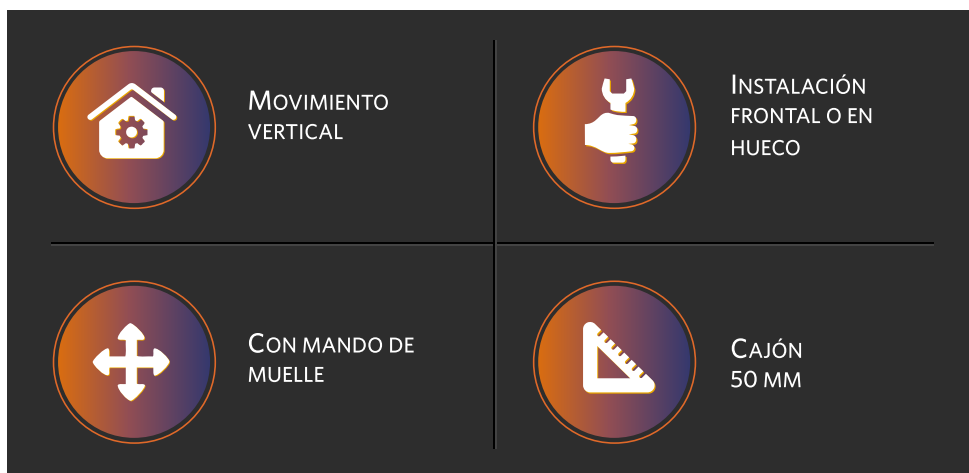 Movimiento
vertical
Instalación
frontal o en
hueco
Con mando de
muelle
Cajón
50 mm